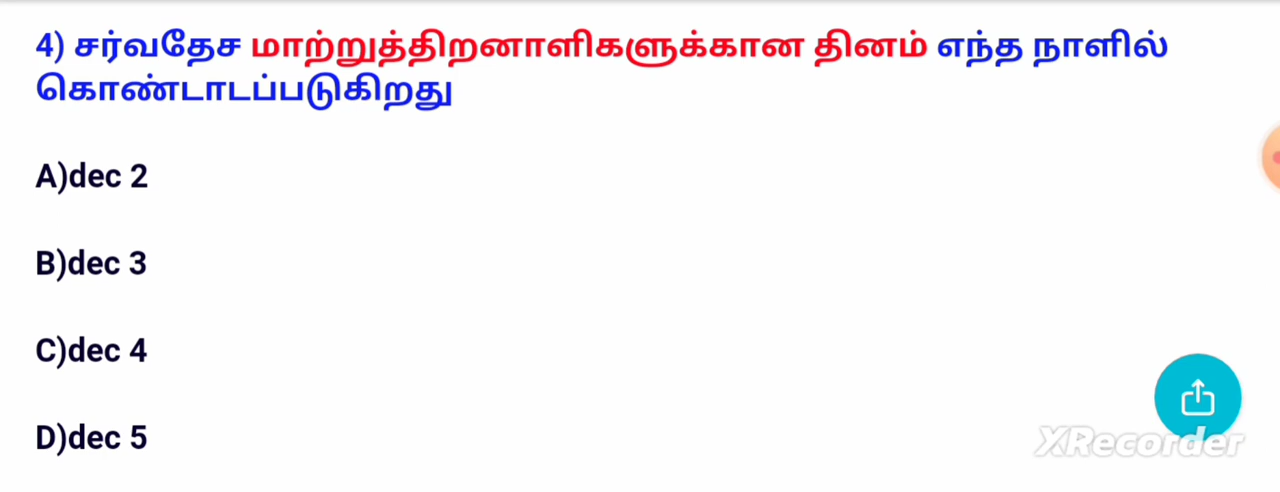 4) சர்வதேச மாற்றுத்திறனாளிகளுக்கான தினம் எந்த நாளில்
கொண்டாடப்படுகிறது
A)dec 2
B)dec 3
C)dec 4
D)dec 5
XRecorder